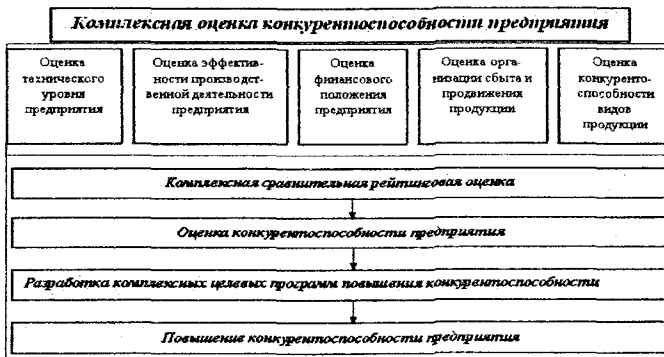 Комплексная оценка конкурентоспособности предприятия
Оценка
технического
уровня
предприятия
Оценка эффектив-
ности производст-
венной деятельности
предприятия
Оценка
финансового
положения
предприятия
Оценка орга-
низации сбыта и
продвижения
продукции
Оценка
конкуренто-
способности
видов
продукции
Комплексная сравнительная рейтинговая оценка
Оценка конкурентоспособности предприятия
Разработка комплексных целевых программ повышения конкурентоспособности
Повышение конкурентоспособности предприятия